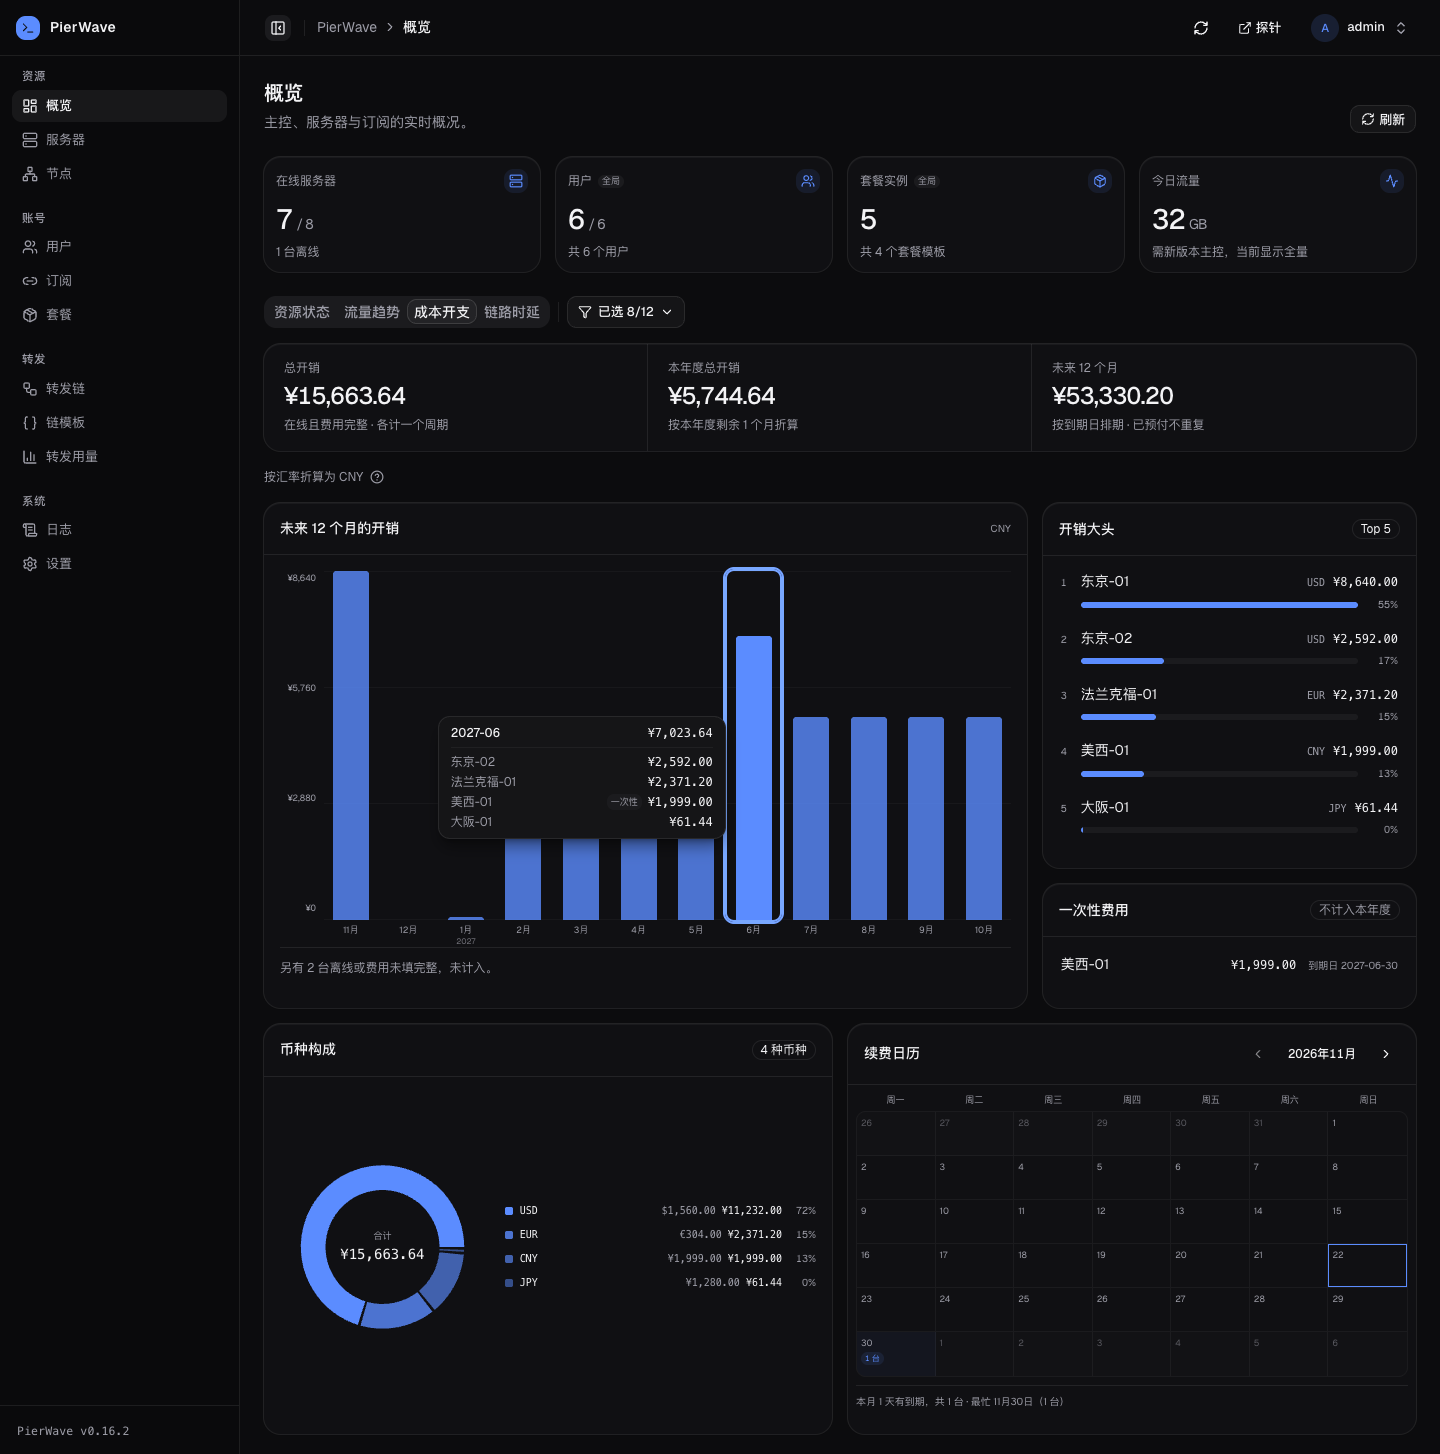 PierWave
资源
概览
服务器
节点
账号
用户
订阅
套餐
转发
转发链
链模板
转发用量
系统
日志
设置
PierWave v0.16.2
PierWave > 概览
探针
A admin
概览
主控、服务器与订阅的实时概况。
刷新
在线服务器
7 / 8
1 台离线
用户 全局
6 / 6
共 6 个用户
套餐实例 全局
5
共 4 个套餐模板
今日流量
32 GB
需新版本主控，当前显示全量
资源状态 流量趋势 成本开支 链路时延 已选 8/12
总开销
¥15,663.64
在线且费用完整 · 各计一个周期
本年度总开销
¥5,744.64
按本年度剩余 1 个月折算
未来 12 个月
¥53,330.20
按到期日排期 · 已预付不重复
按汇率折算为 CNY
未来 12 个月的开销 CNY
¥8,640
¥5,760
¥2,880
¥0
2027-06 ¥7,023.64
东京-02 ¥2,592.00
法兰克福-01 ¥2,371.20
美西-01 一次性 ¥1,999.00
大阪-01 ¥61.44
11月 12月 1月 2月 3月 4月 5月 6月 7月 8月 9月 10月
2027
另有 2 台离线或费用未填完整，未计入。
开销大头 Top 5
1 东京-01 USD ¥8,640.00
55%
2 东京-02 USD ¥2,592.00
17%
3 法兰克福-01 EUR ¥2,371.20
15%
4 美西-01 CNY ¥1,999.00
13%
5 大阪-01 JPY ¥61.44
0%
一次性费用 不计入本年度
美西-01 ¥1,999.00 到期日 2027-06-30
币种构成 4 种币种
合计
¥15,663.64
USD $1,560.00 ¥11,232.00 72%
EUR €304.00 ¥2,371.20 15%
CNY ¥1,999.00 ¥1,999.00 13%
JPY ¥1,280.00 ¥61.44 0%
续费日历 2026年11月
周一 周二 周三 周四 周五 周六 周日
26 27 28 29 30 31 1
2 3 4 5 6 7 8
9 10 11 12 13 14 15
16 17 18 19 20 21 22
23 24 25 26 27 28 29
30 1 2 3 4 5 6
1 台
本月 1 天有到期，共 1 台 · 最忙 11月30日（1 台）